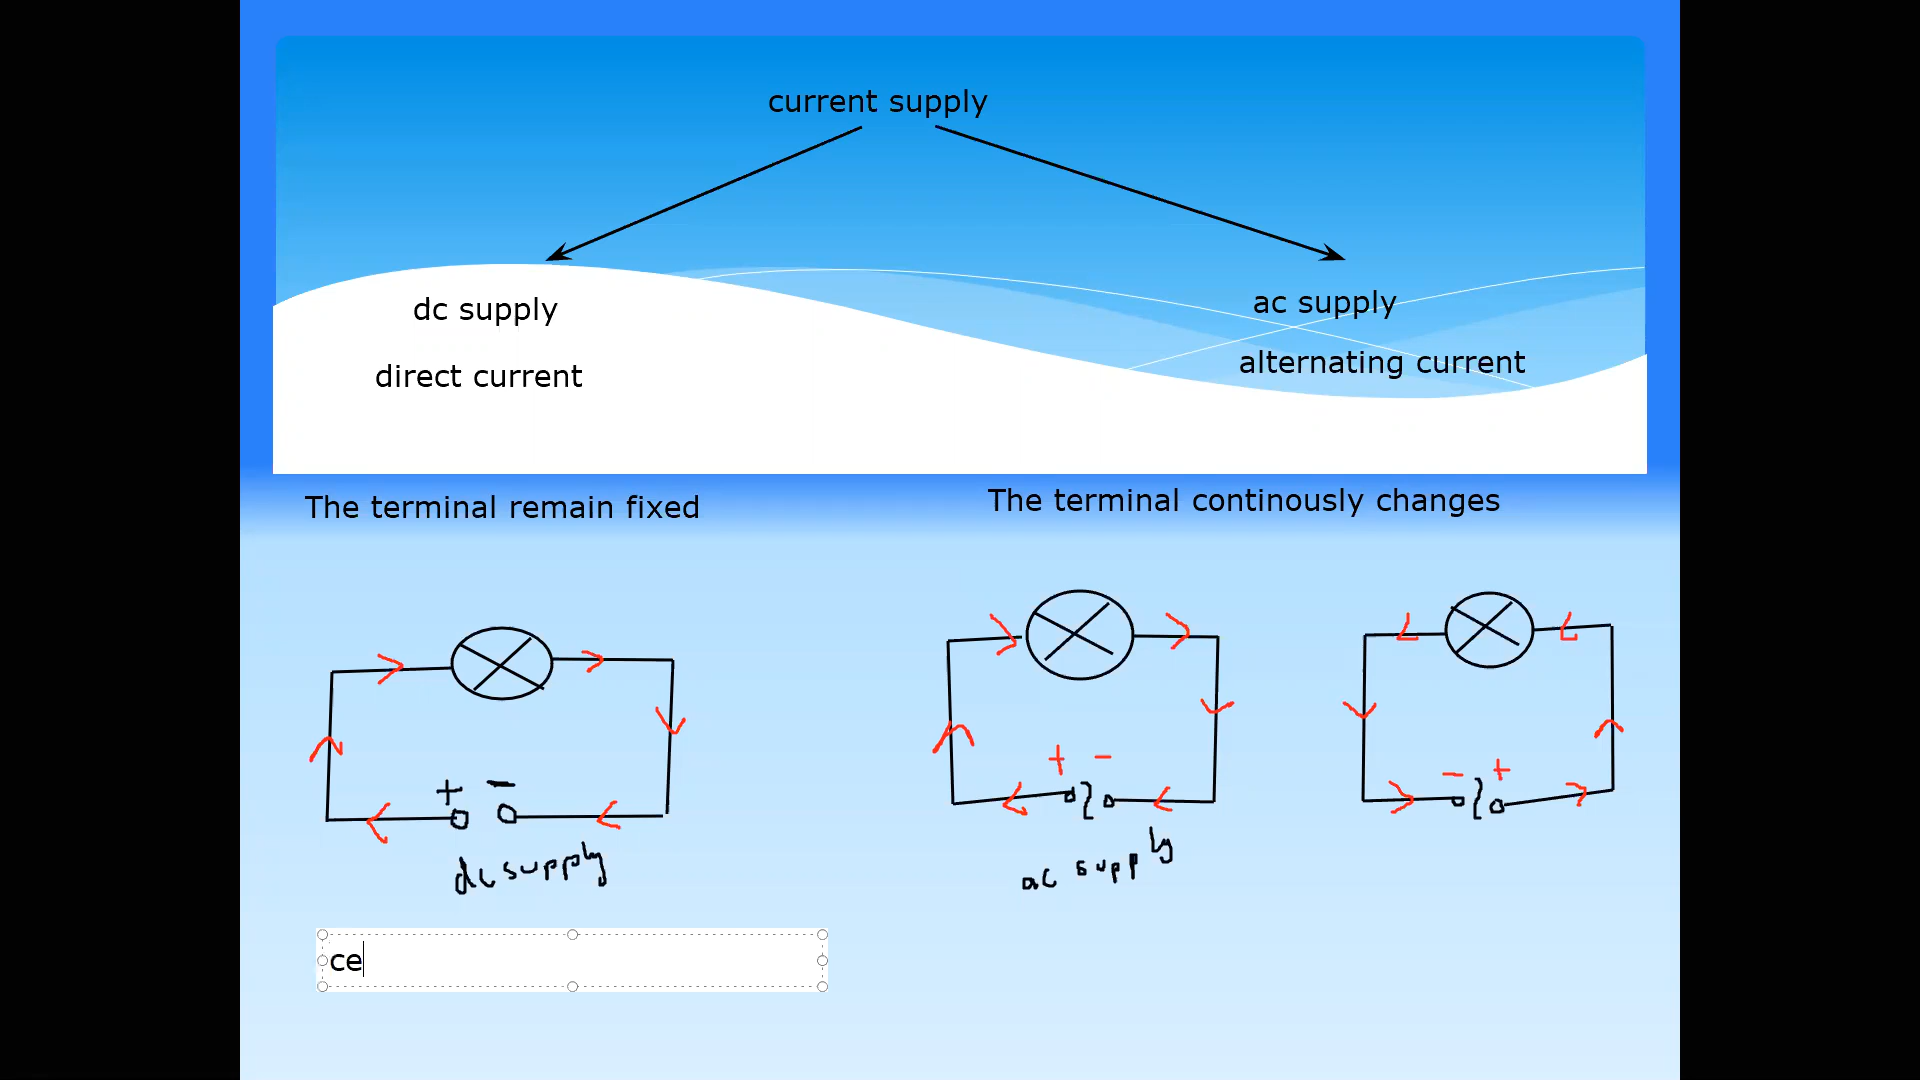 current supply
dc supply
ac supply
direct current
alternating current
The terminal remain fixed
The terminal continously changes
+ -
+ -
- +
dc supply
ac supply
ce